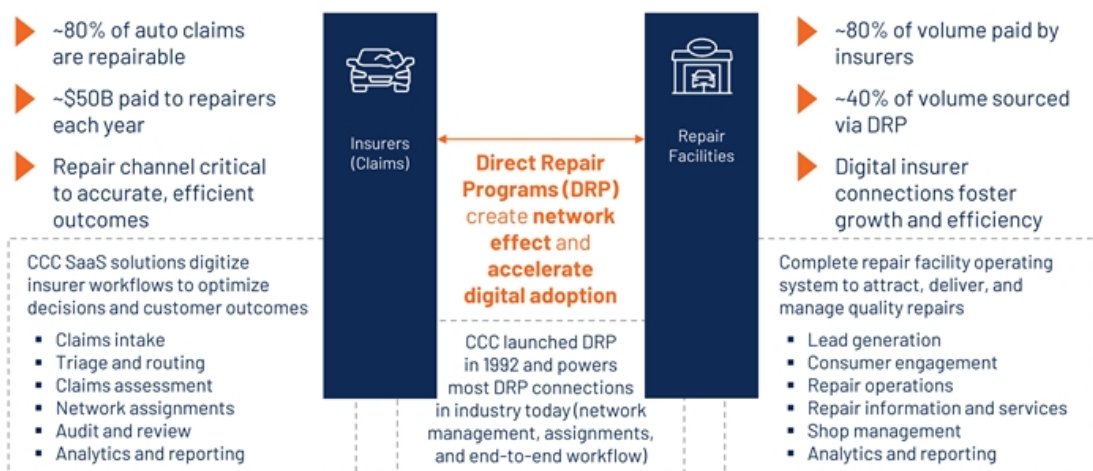 ~80% of auto claims
are repairable
~$50B paid to repairers
each year
Repair channel critical
to accurate, efficient
outcomes
CCC SaaS solutions digitize
insurer workflows to optimize
decisions and customer outcomes
▪ Claims intake
▪ Triage and routing
▪ Claims assessment
▪ Network assignments
▪ Audit and review
▪ Analytics and reporting
Insurers
(Claims)
Direct Repair
Programs (DRP)
create network
effect and
accelerate
digital adoption
CCC launched DRP
in 1992 and powers
most DRP connections
in industry today (network
management, assignments,
and end-to-end workflow)
Repair
Facilities
~80% of volume paid by
insurers
~40% of volume sourced
via DRP
Digital insurer
connections foster
growth and efficiency
Complete repair facility operating
system to attract, deliver, and
manage quality repairs
▪ Lead generation
▪ Consumer engagement
▪ Repair operations
▪ Repair information and services
▪ Shop management
▪ Analytics and reporting